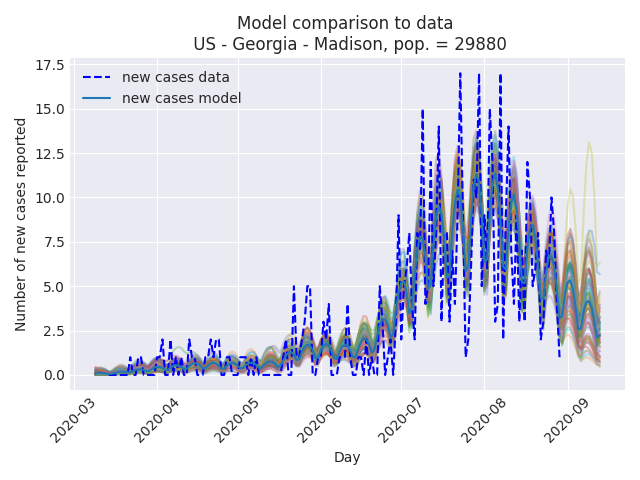 Model comparison to data
US - Georgia - Madison, pop. = 29880
Number of new cases reported
17.5
15.0
12.5
10.0
7.5
5.0
2.5
0.0
new cases data
new cases model
2020-03
2020-04
2020-05
2020-06
2020-07
2020-08
2020-09
Day